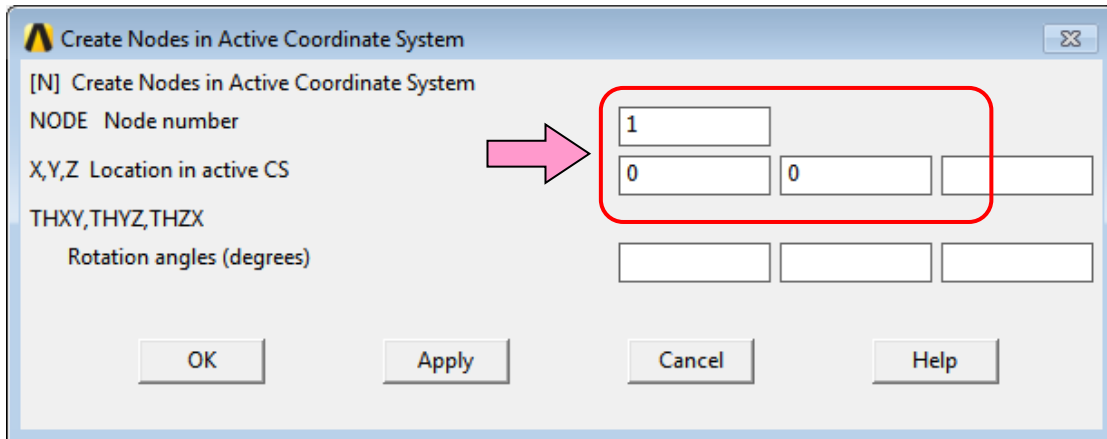 Create Nodes in Active Coordinate System
[N] Create Nodes in Active Coordinate System
NODE Node number 1
X,Y,Z Location in active CS 0 0
THXY,THYZ,THZX
Rotation angles (degrees)
OK Apply Cancel Help